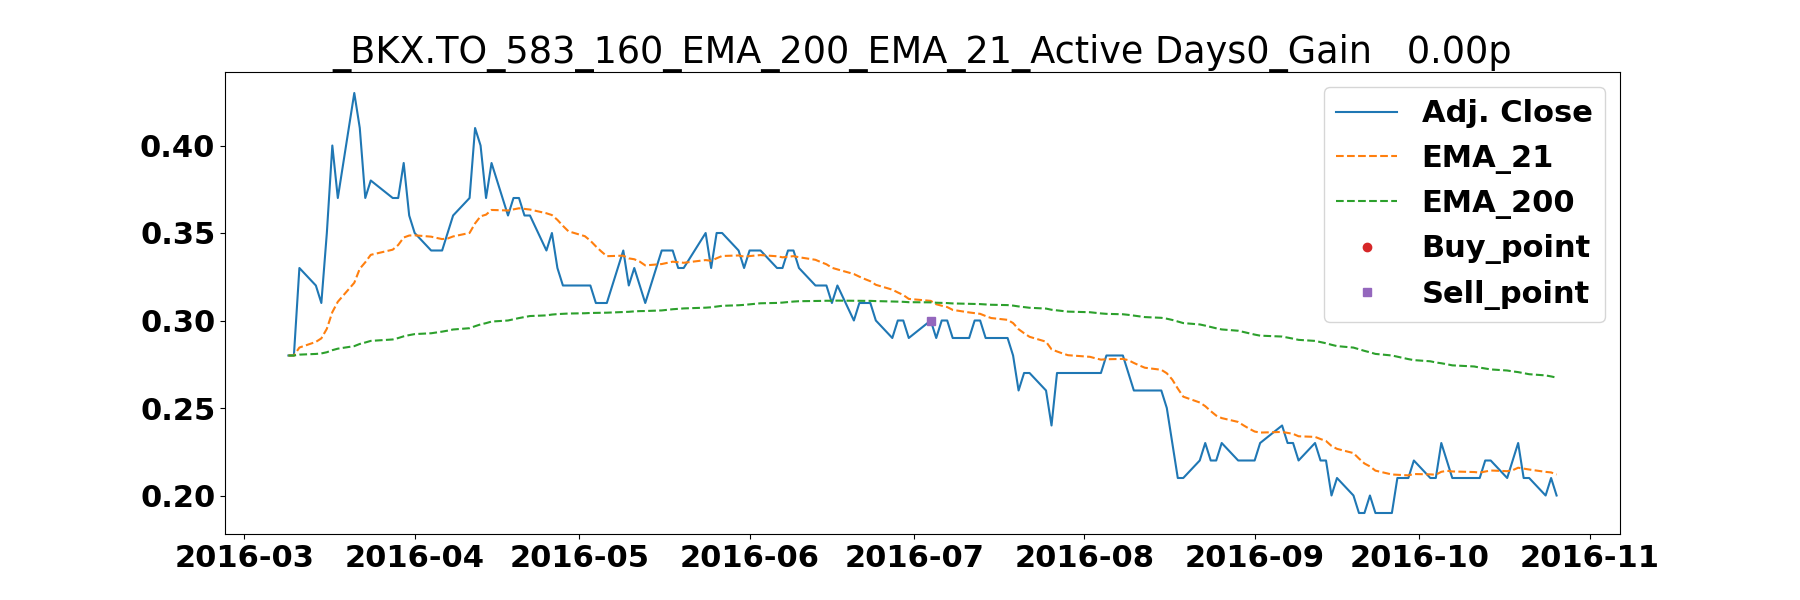 _BKX.TO_583_160_EMA_200_EMA_21_Active Days0_Gain   0.00p
Adj. Close
EMA_21
EMA_200
Buy_point
Sell_point
0.40
0.35
0.30
0.25
0.20
2016-03 2016-04 2016-05 2016-06 2016-07 2016-08 2016-09 2016-10 2016-11